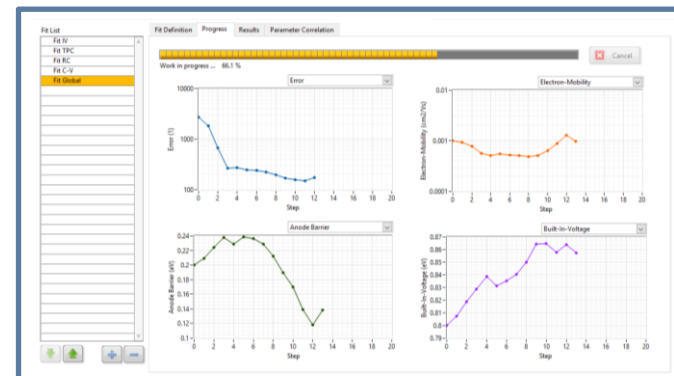 Fit List
Fit IV
Fit TPC
Fit RC
Fit C-V
Fit Global
Fit Definition Progress Results Parameter Correlation
Work in progress ... 66.1 %
Cancel
Error
10000
1000
100
Error (1)
0 2 4 6 8 10 12 14 16 18 20
Step
Electron-Mobility
0.01
0.001
0.0001
Electron-Mobility (cm2/Vs)
0 2 4 6 8 10 12 14 16 18 20
Step
Anode Barrier
0.24
0.22
0.2
0.18
0.16
0.14
0.12
0.1
Anode Barrier (eV)
0 2 4 6 8 10 12 14 16 18 20
Step
Built-In-Voltage
0.87
0.86
0.85
0.84
0.83
0.82
0.81
0.8
0.79
Built-In-Voltage (eV)
0 2 4 6 8 10 12 14 16 18 20
Step